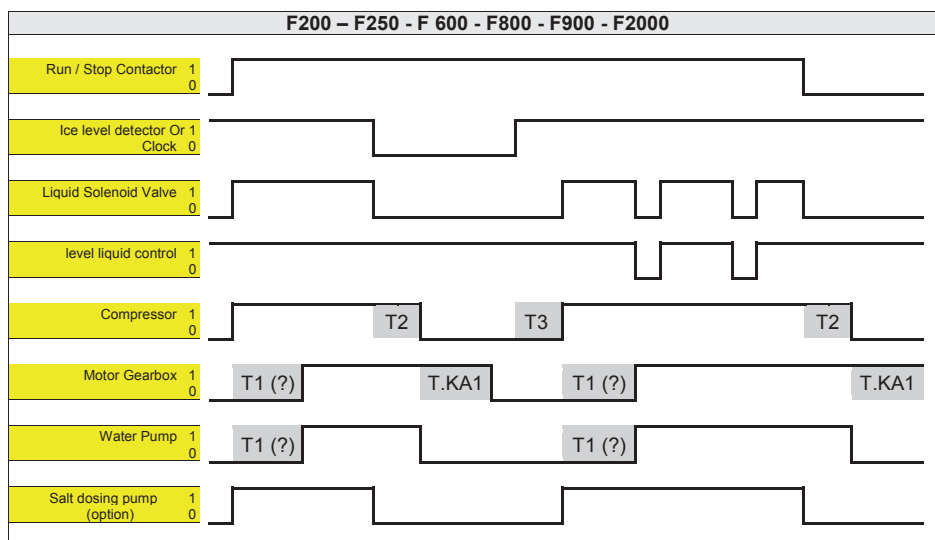 F200 – F250 - F 600 - F800 - F900 - F2000
Run / Stop Contactor 1
0
Ice level detector Or 1
Clock 0
Liquid Solenoid Valve 1
0
level liquid control 1
0
Compressor 1
0
T2 T3 T2
Motor Gearbox 1
0
T1 (?) T.KA1 T1 (?) T.KA1
Water Pump 1
0
T1 (?) T1 (?)
Salt dosing pump 1
(option) 0